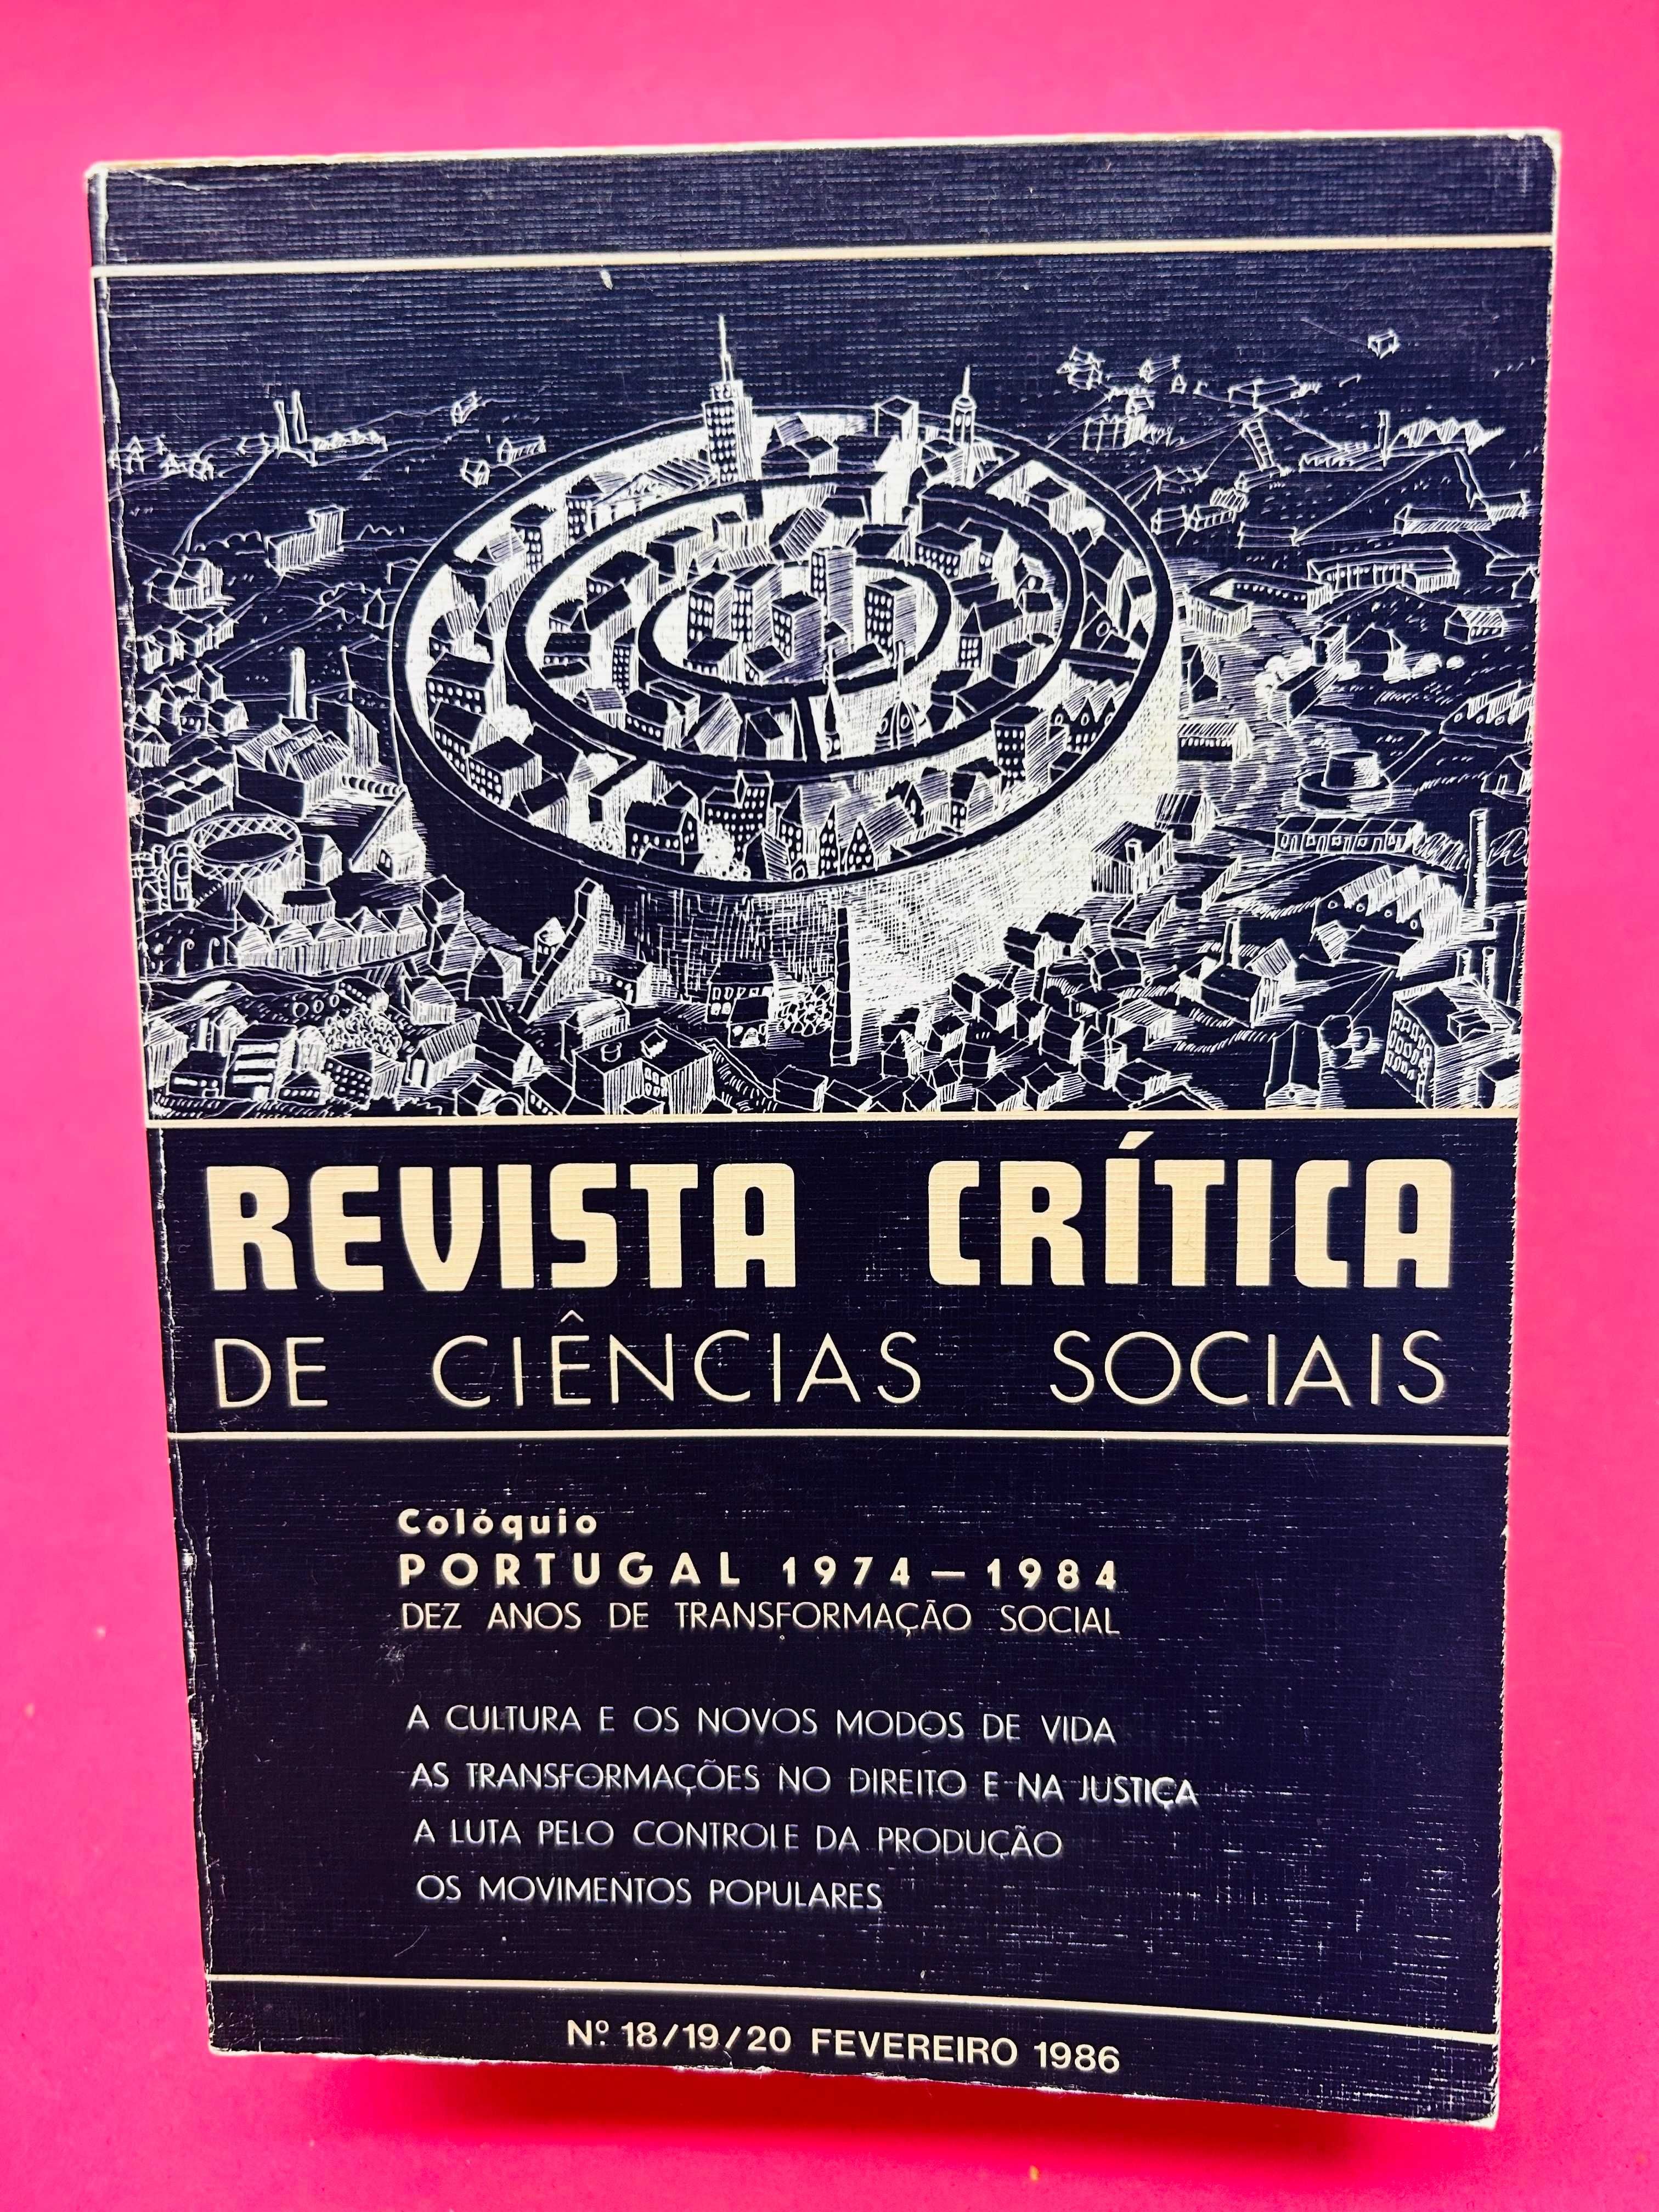 REVISTA CRÍTICA
DE CIÊNCIAS SOCIAIS
Colóquio
PORTUGAL 1974 — 1984
DEZ ANOS DE TRANSFORMAÇÃO SOCIAL
A CULTURA E OS NOVOS MODOS DE VIDA
AS TRANSFORMAÇÕES NO DIREITO E NA JUSTIÇA
A LUTA PELO CONTROLE DA PRODUÇÃO
OS MOVIMENTOS POPULARES
Nº 18/19/20 FEVEREIRO 1986